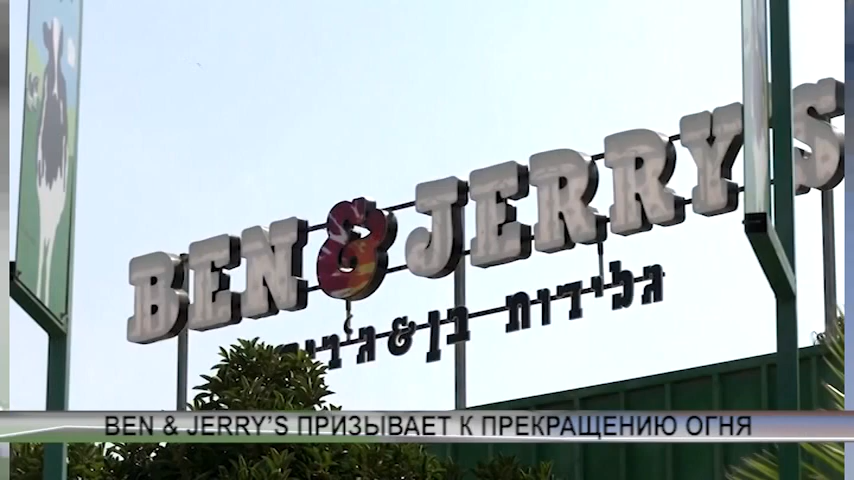 BEN & JERRY'S
גלידות בן & ג'רי
BEN & JERRY’S ПРИЗЫВАЕТ К ПРЕКРАЩЕНИЮ ОГНЯ